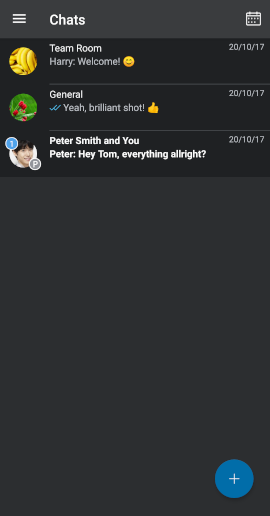 Chats
Team Room
20/10/17
Harry: Welcome! 😊
General
20/10/17
Yeah, brilliant shot! 👍
1
Peter Smith and You
20/10/17
Peter: Hey Tom, everything allright?
P